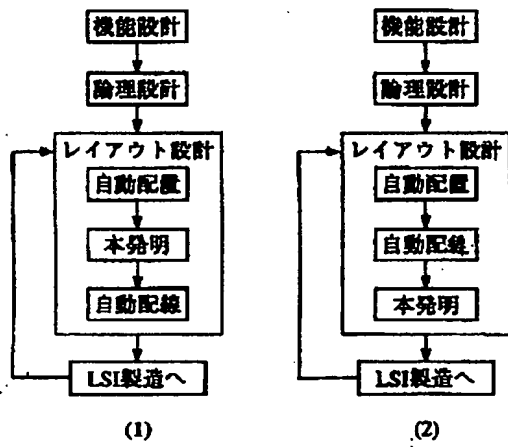 機能設計
論理設計
レイアウト設計
自動配置
本発明
自動配線
LSI製造へ
(1)
機能設計
論理設計
レイアウト設計
自動配置
自動配線
本発明
LSI製造へ
(2)